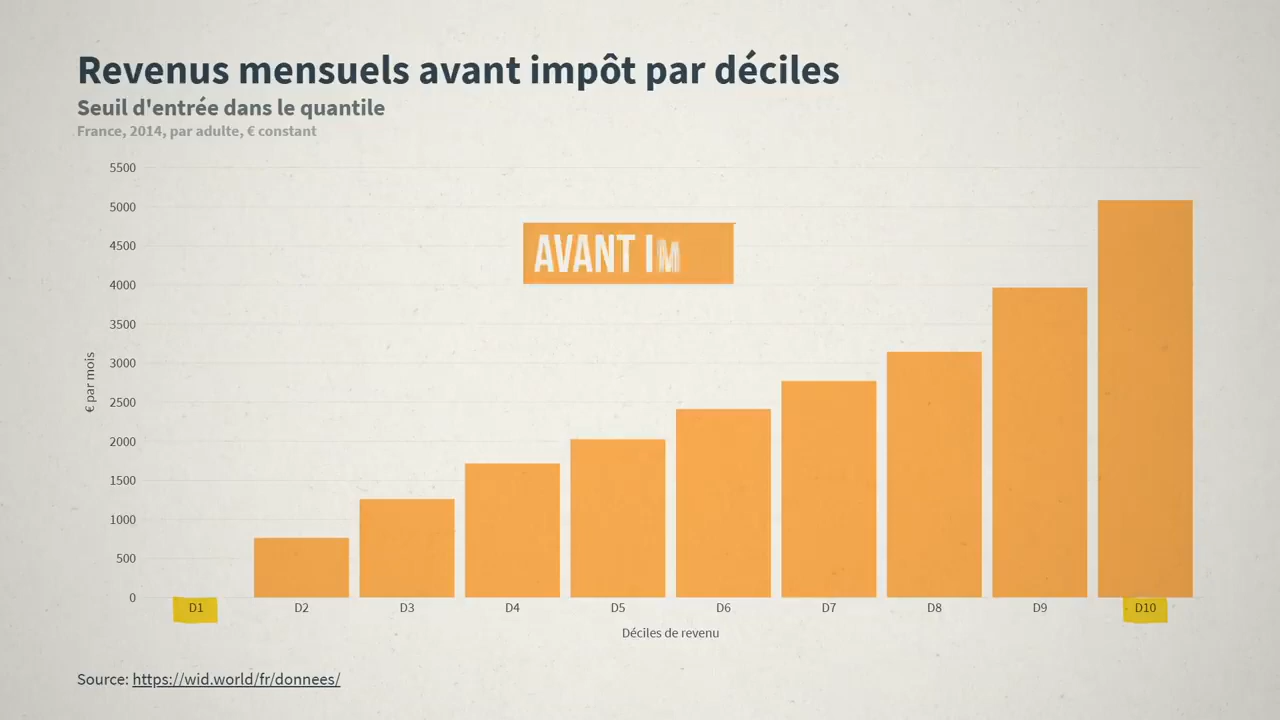 Revenus mensuels avant impôt par déciles
Seuil d'entrée dans le quantile
France, 2014, par adulte, € constant
5500
5000
4500
4000
3500
3000
2500
2000
1500
1000
500
0
€ par mois
AVANT IM
D1 D2 D3 D4 D5 D6 D7 D8 D9 D10
Déciles de revenu
Source: https://wid.world/fr/donnees/